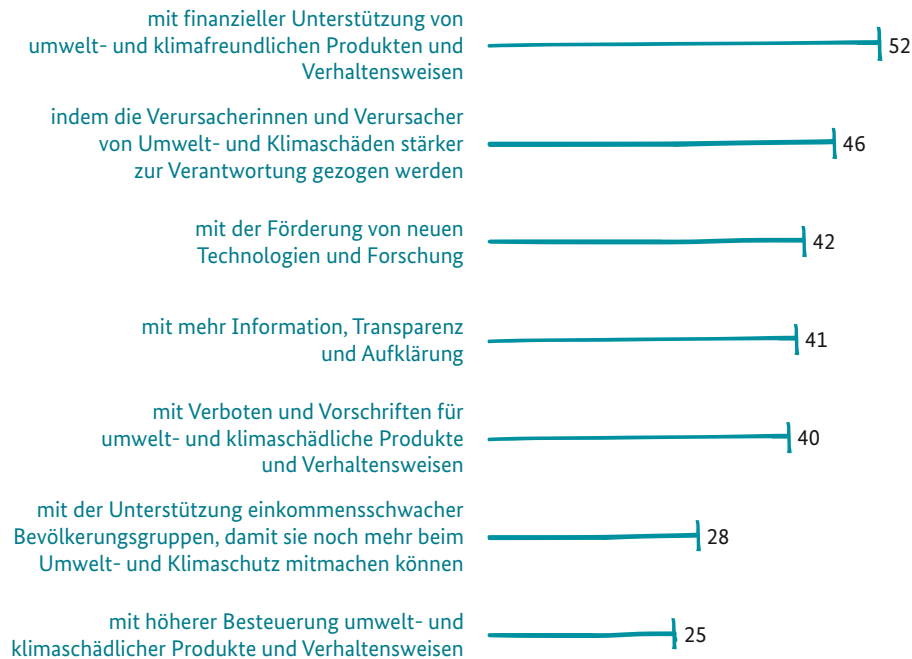 mit finanzieller Unterstützung von
umwelt- und klimafreundlichen Produkten und
Verhaltensweisen
52
indem die Verursacherinnen und Verursacher
von Umwelt- und Klimaschäden stärker
zur Verantwortung gezogen werden
46
mit der Förderung von neuen
Technologien und Forschung
42
mit mehr Information, Transparenz
und Aufklärung
41
mit Verboten und Vorschriften für
umwelt- und klimaschädliche Produkte
und Verhaltensweisen
40
mit der Unterstützung einkommensschwacher
Bevölkerungsgruppen, damit sie noch mehr beim
Umwelt- und Klimaschutz mitmachen können
28
mit höherer Besteuerung umwelt- und
klimaschädlicher Produkte und Verhaltensweisen
25